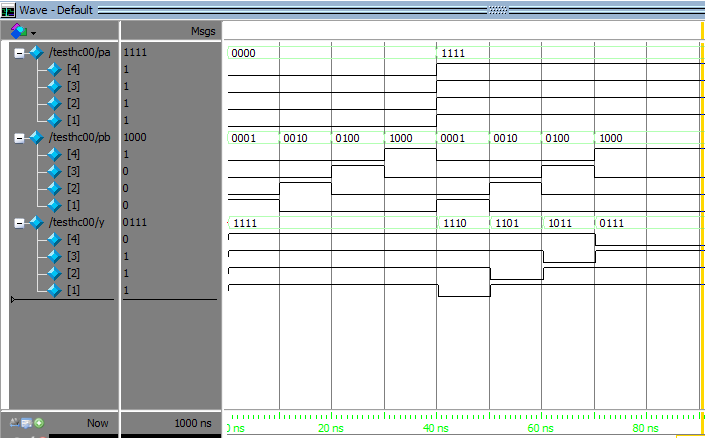 Wave - Default
Msgs
/testhc00/pa 1111 0000 1111
[4] 1
[3] 1
[2] 1
[1] 1
/testhc00/pb 1000 0001 0010 0100 1000 0001 0010 0100 1000
[4] 1
[3] 0
[2] 0
[1] 0
/testhc00/y 0111 1111 1110 1101 1011 0111
[4] 0
[3] 1
[2] 1
[1] 1
Now 1000 ns 0 ns 20 ns 40 ns 60 ns 80 ns